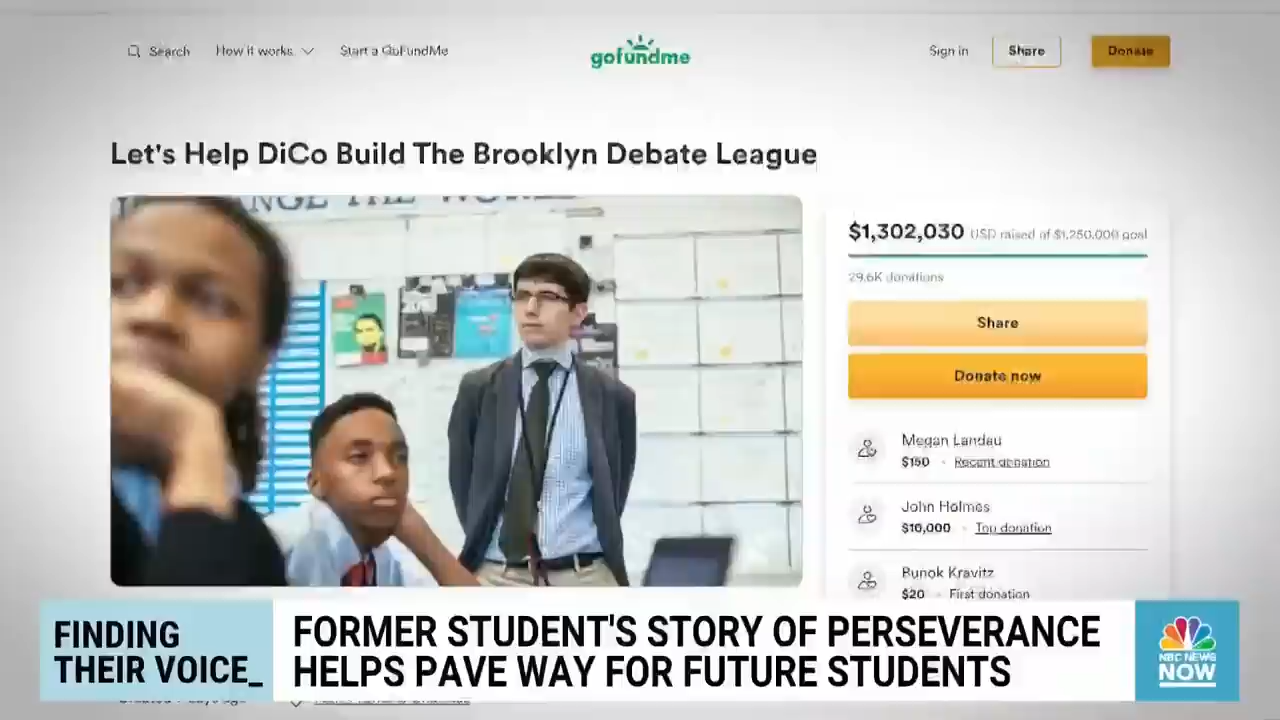 Search How it works Start a GoFundMe gofundme Sign in Share Donate
Let's Help DiCo Build The Brooklyn Debate League
$1,302,030 USD raised of $1,250,000 goal
29.6K donations
Share
Donate now
Megan Landau
$150 · Recent donation
John Holmes
$10,000 · Top donation
Runok Kravitz
$20 · First donation
FINDING
THEIR VOICE_
FORMER STUDENT'S STORY OF PERSEVERANCE
HELPS PAVE WAY FOR FUTURE STUDENTS
NBC NEWS
NOW